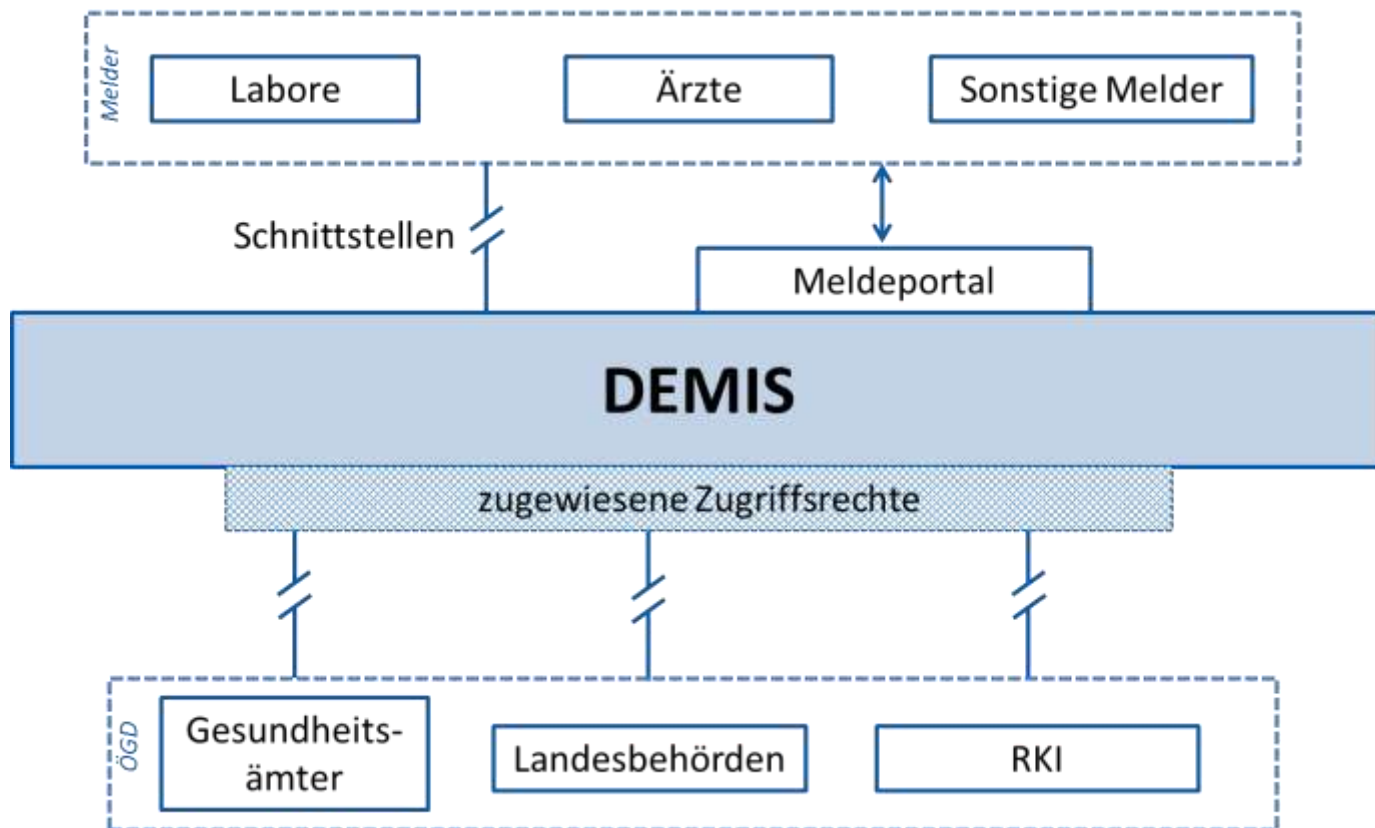 Melder
Labore
Ärzte
Sonstige Melder
Schnittstellen
Meldeportal
DEMIS
zugewiesene Zugriffsrechte
ÖGD
Gesundheits-
ämter
Landesbehörden
RKI